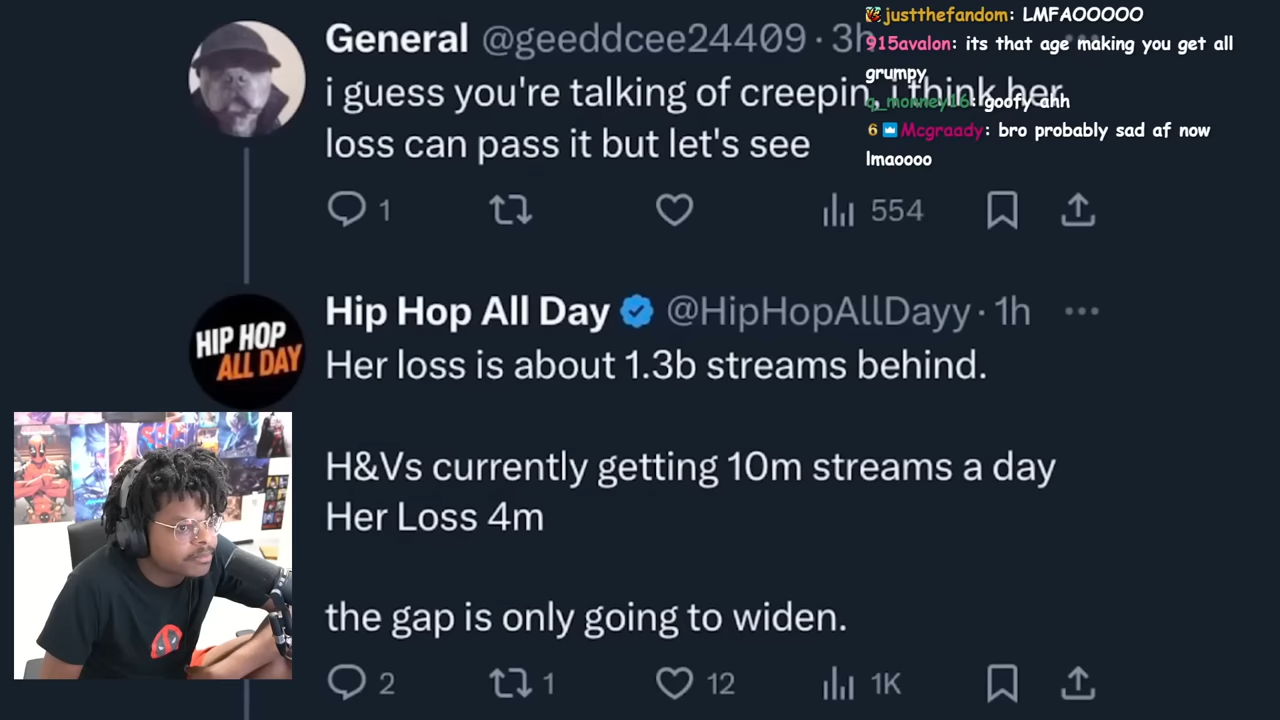 General @geeddcee24409 · 3h
i guess you're talking of creepin, i think her
loss can pass it but let's see
1
554
justthefandom: LMFAOOOOO
915avalon: its that age making you get all
grumpy
q_monney16: goofy ahh
6 Mcgraady: bro probably sad af now
lmaoooo
HIP HOP
ALL DAY
Hip Hop All Day @HipHopAllDayy · 1h
Her loss is about 1.3b streams behind.
H&Vs currently getting 10m streams a day
Her Loss 4m
the gap is only going to widen.
2
1
12
1K